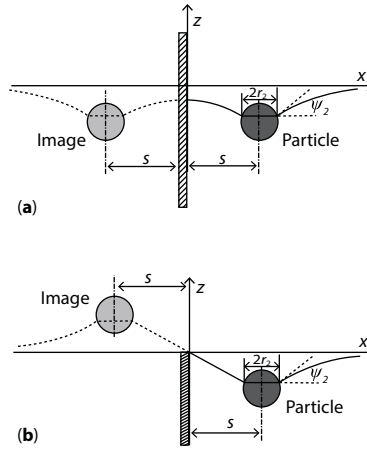 z
x
2r₂
ψ₂
Image
Particle
s
s
(a)
Image
s
z
x
2r₂
ψ₂
s
Particle
(b)